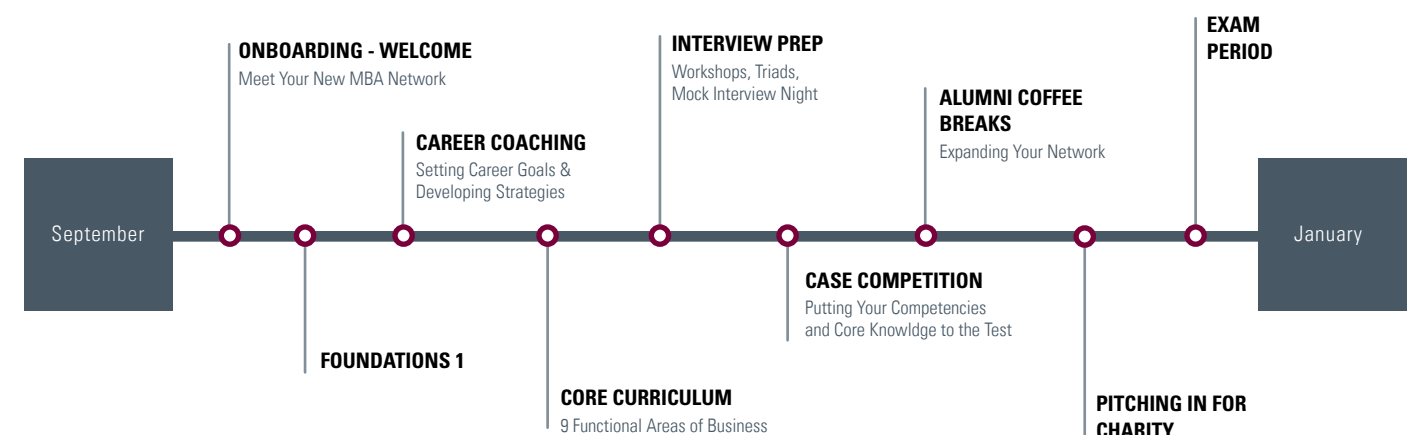 ONBOARDING - WELCOME
Meet Your New MBA Network
CAREER COACHING
Setting Career Goals &
Developing Strategies
INTERVIEW PREP
Workshops, Triads,
Mock Interview Night
ALUMNI COFFEE
BREAKS
Expanding Your Network
EXAM
PERIOD
September
January
FOUNDATIONS 1
CORE CURRICULUM
9 Functional Areas of Business
CASE COMPETITION
Putting Your Competencies
and Core Knowldge to the Test
PITCHING IN FOR
CHARITY